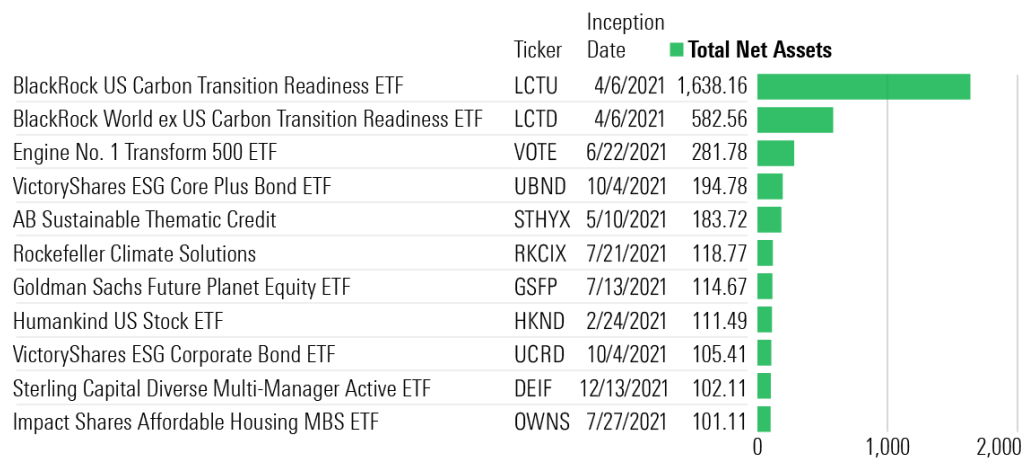 Inception
Ticker Date Total Net Assets
BlackRock US Carbon Transition Readiness ETF LCTU 4/6/2021 1,638.16
BlackRock World ex US Carbon Transition Readiness ETF LCTD 4/6/2021 582.56
Engine No. 1 Transform 500 ETF VOTE 6/22/2021 281.78
VictoryShares ESG Core Plus Bond ETF UBND 10/4/2021 194.78
AB Sustainable Thematic Credit STHYX 5/10/2021 183.72
Rockefeller Climate Solutions RKCIX 7/21/2021 118.77
Goldman Sachs Future Planet Equity ETF GSFP 7/13/2021 114.67
Humankind US Stock ETF HKND 2/24/2021 111.49
VictoryShares ESG Corporate Bond ETF UCRD 10/4/2021 105.41
Sterling Capital Diverse Multi-Manager Active ETF DEIF 12/13/2021 102.11
Impact Shares Affordable Housing MBS ETF OWNS 7/27/2021 101.11
0 1,000 2,000